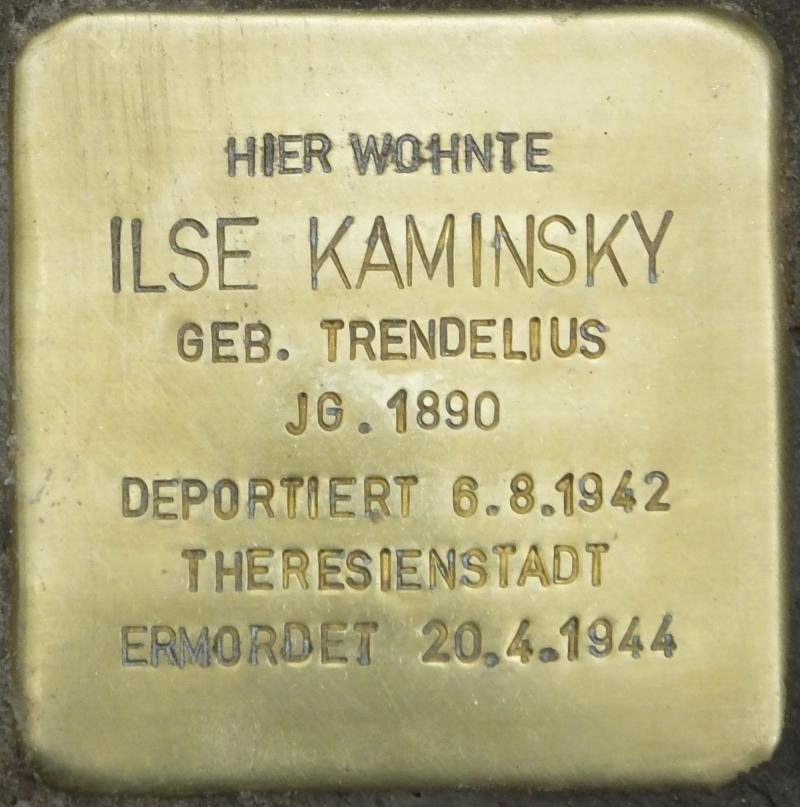 HIER WOHNTE
ILSE KAMINSKY
GEB. TRENDELIUS
JG. 1890
DEPORTIERT 6.8.1942
THERESIENSTADT
ERMORDET 20.4.1944